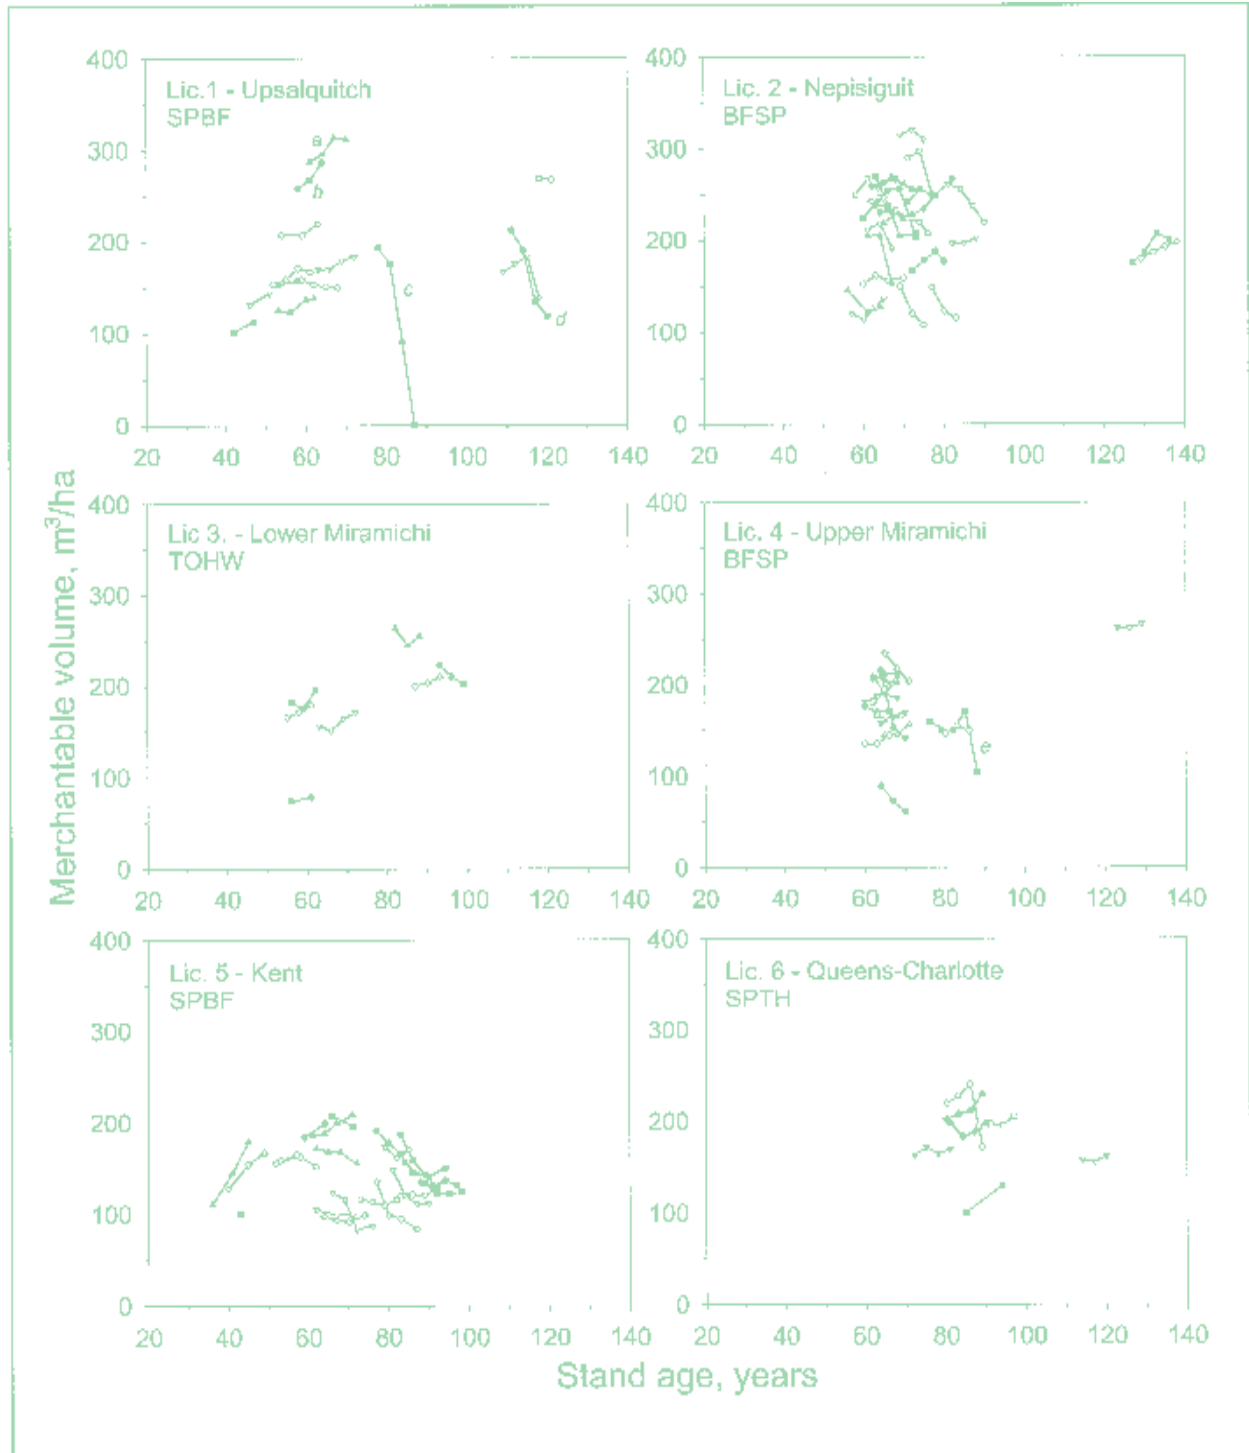 400
300
200
100
0
Lic.1 - Upsalquitch
SPBF
a
b
c
d
20 40 60 80 100 120 140
400
300
200
100
0
Lic. 2 - Nepisiguit
BFSP
20 40 60 80 100 120 140
Merchantable volume, m³/ha
400
300
200
100
0
Lic 3. - Lower Miramichi
TOHW
20 40 60 80 100 120 140
400
300
200
100
0
Lic. 4 - Upper Miramichi
BFSP
e
20 40 60 80 100 120 140
400
300
200
100
0
Lic. 5 - Kent
SPBF
20 40 60 80 100 120 140
400
300
200
100
0
Lic. 6 - Queens-Charlotte
SPTH
20 40 60 80 100 120 140
Stand age, years